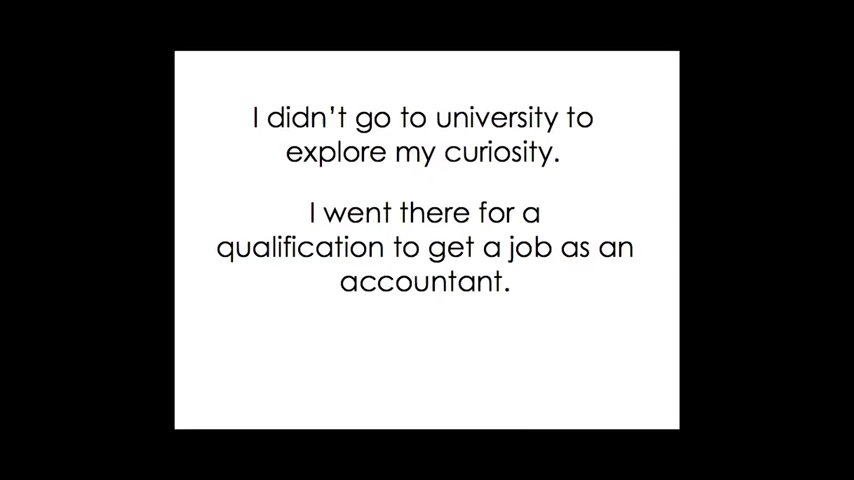 I didn’t go to university to
explore my curiosity.
I went there for a
qualification to get a job as an
accountant.